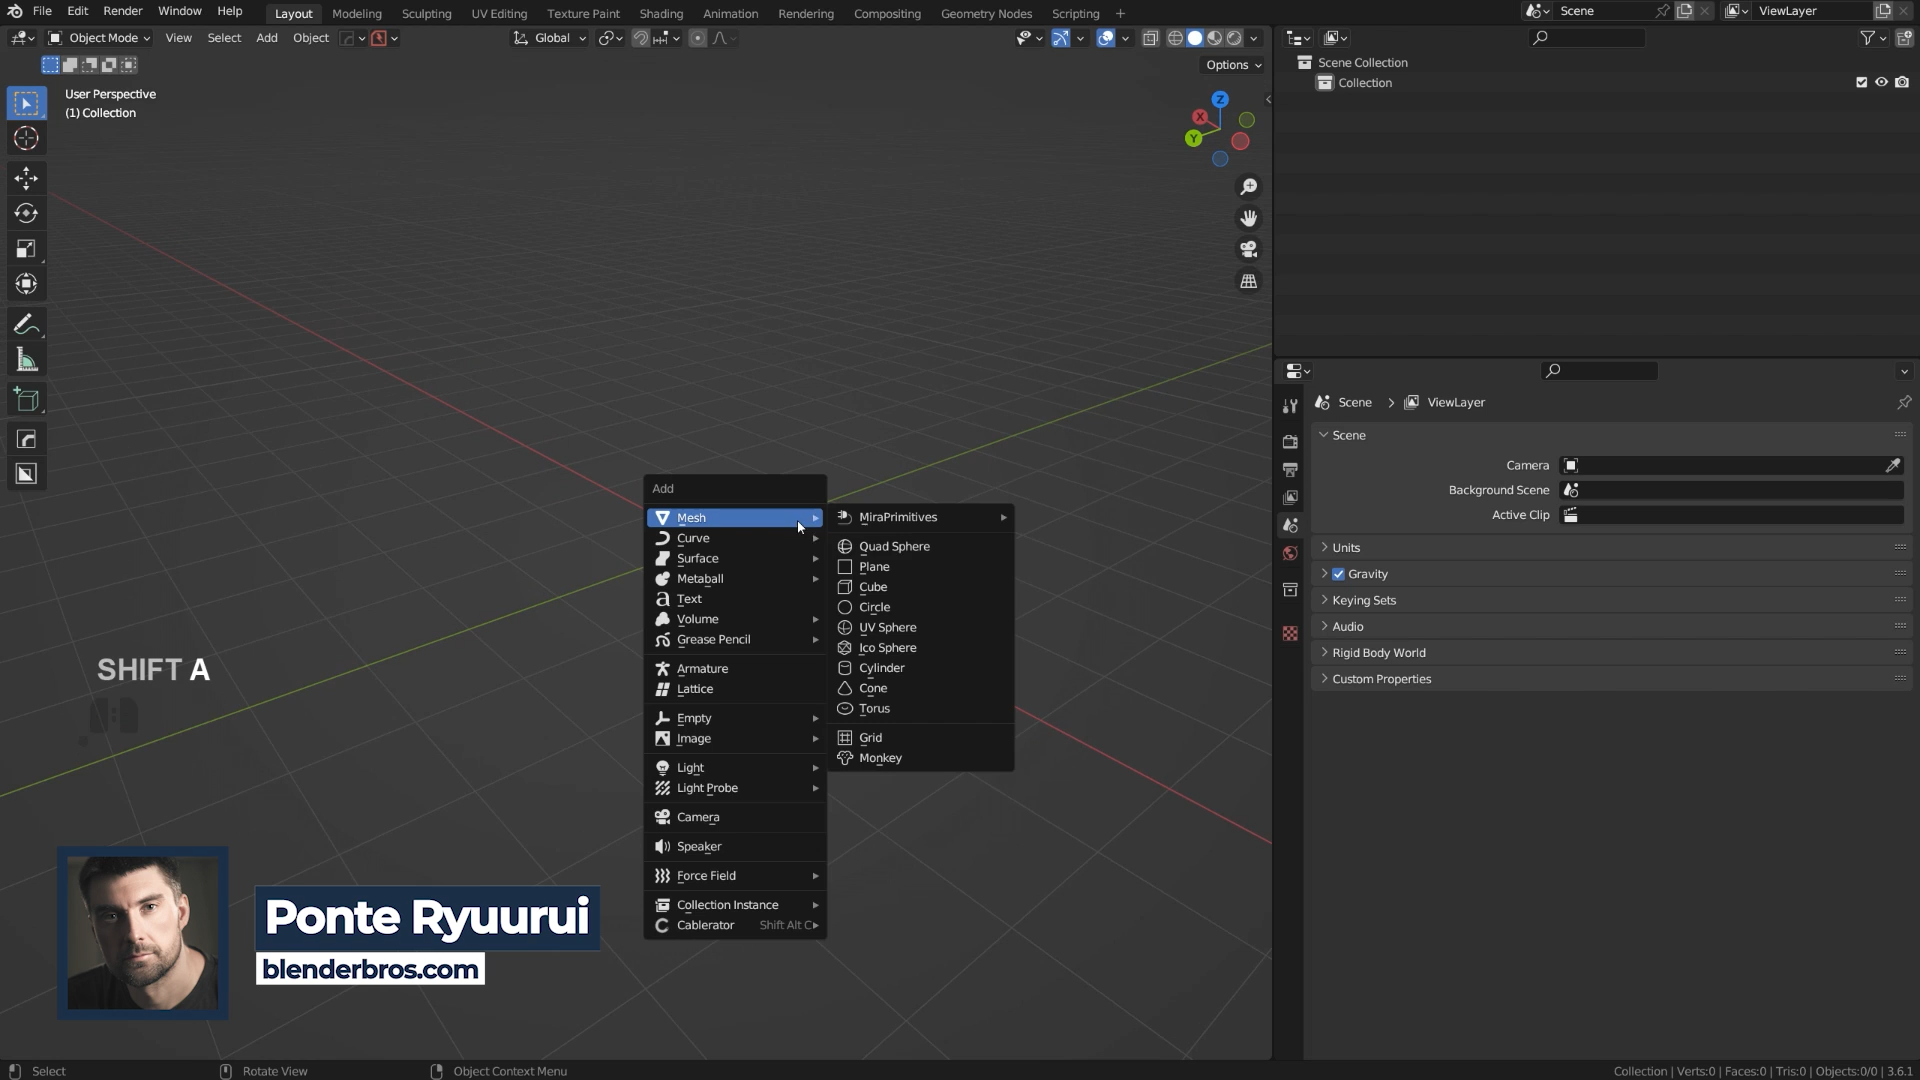 File Edit Render Window Help Layout Modeling Sculpting UV Editing Texture Paint Shading Animation Rendering Compositing Geometry Nodes Scripting + Scene ViewLayer
Object Mode View Select Add Object Global
Options
User Perspective
(1) Collection
Z
X
Y
Scene Collection
Collection
Scene > ViewLayer
Scene
Camera
Background Scene
Active Clip
Units
Gravity
Keying Sets
Audio
Rigid Body World
Custom Properties
Add
Mesh
Curve
Surface
Metaball
Text
Volume
Grease Pencil
Armature
Lattice
Empty
Image
Light
Light Probe
Camera
Speaker
Force Field
Collection Instance
Cablerator Shift Alt C
MiraPrimitives
Quad Sphere
Plane
Cube
Circle
UV Sphere
Ico Sphere
Cylinder
Cone
Torus
Grid
Monkey
SHIFT A
Ponte Ryuurui
blenderbros.com
Select Rotate View Object Context Menu Collection | Verts:0 | Faces:0 | Tris:0 | Objects:0/0 | 3.6.1